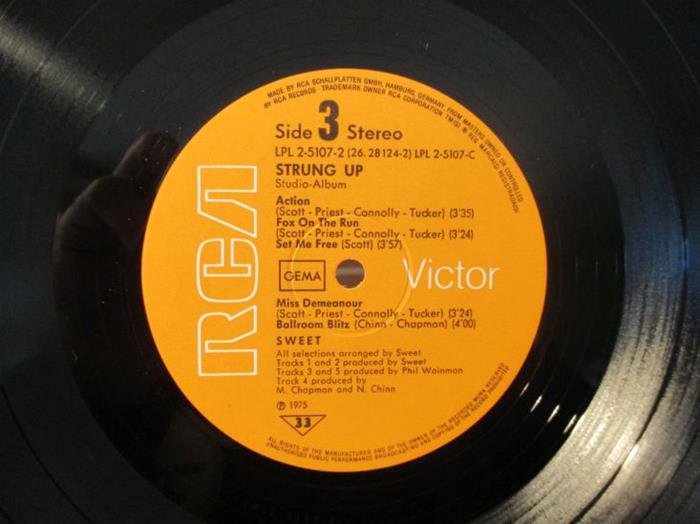 MADE BY RCA SCHALLPLATTEN GMBH, HAMBURG, GERMANY FROM MASTERS OWNED OR CONTROLLED
BY RCA RECORDS · TRADEMARK OWNER RCA CORPORATION TM(S) ® REG MARCA(S) REGISTRADA(S)
Side 3 Stereo
LPL 2-5107-2 (26.28124-2) LPL 2-5107-C
STRUNG UP
Studio-Album
Action
(Scott - Priest - Connolly - Tucker) (3'35)
Fox On The Run
(Scott - Priest - Connolly - Tucker) (3'24)
Set Me Free (Scott) (3'57)
RCA
GEMA
Victor
Miss Demeanour
(Scott - Priest - Connolly - Tucker) (3'24)
Ballroom Blitz (Chinn - Chapman) (4'00)
SWEET
All selections arranged by Sweet
Tracks 1 and 2 produced by Sweet
Tracks 3 and 5 produced by Phil Wainman
Track 4 produced by
M. Chapman and N. Chinn
℗ 1975
33
ALL RIGHTS OF THE MANUFACTURER AND OF THE OWNER OF THE RECORDED WORK RESERVED
UNAUTHORISED PUBLIC PERFORMANCE BROADCASTING AND COPYING OF THE RECORD PROHIBITED